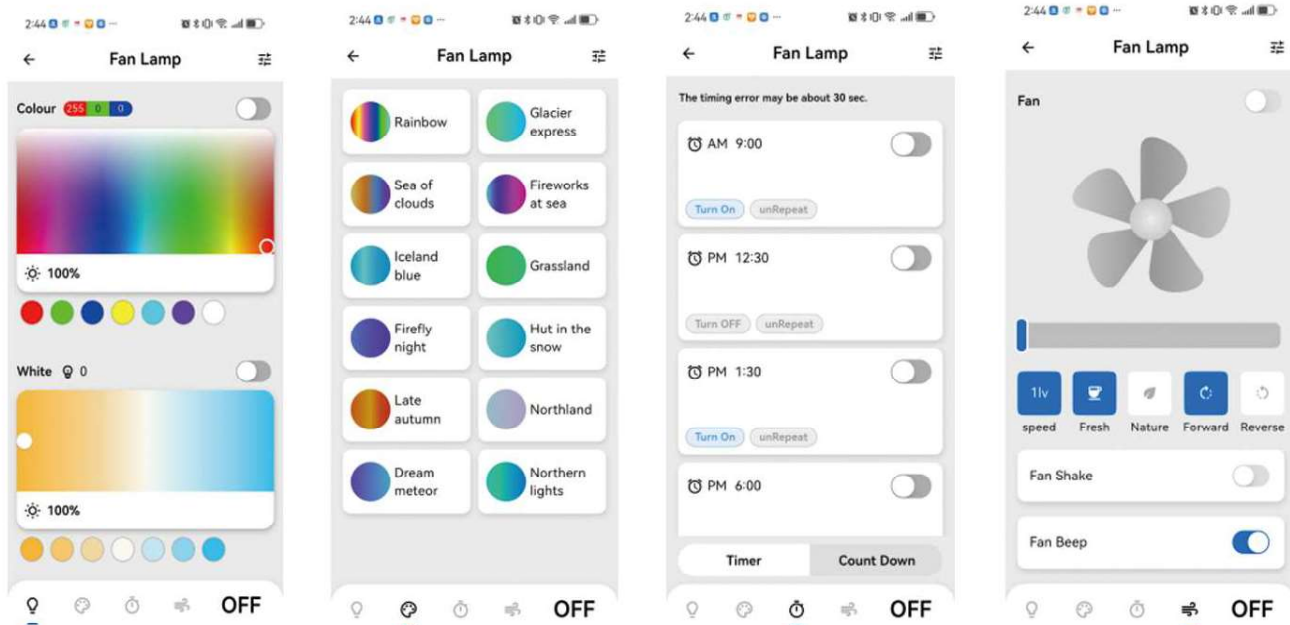 2:44
Fan Lamp
Colour 255 0 0
100%
White 0
100%
OFF
2:44
Fan Lamp
Rainbow
Glacier
express
Sea of
clouds
Fireworks
at sea
Iceland
blue
Grassland
Firefly
night
Hut in the
snow
Late
autumn
Northland
Dream
meteor
Northern
lights
OFF
2:44
Fan Lamp
The timing error may be about 30 sec.
AM 9:00
Turn On unRepeat
PM 12:30
Turn OFF unRepeat
PM 1:30
Turn On unRepeat
PM 6:00
Timer Count Down
OFF
2:44
Fan Lamp
Fan
1lv
speed Fresh Nature Forward Reverse
Fan Shake
Fan Beep
OFF